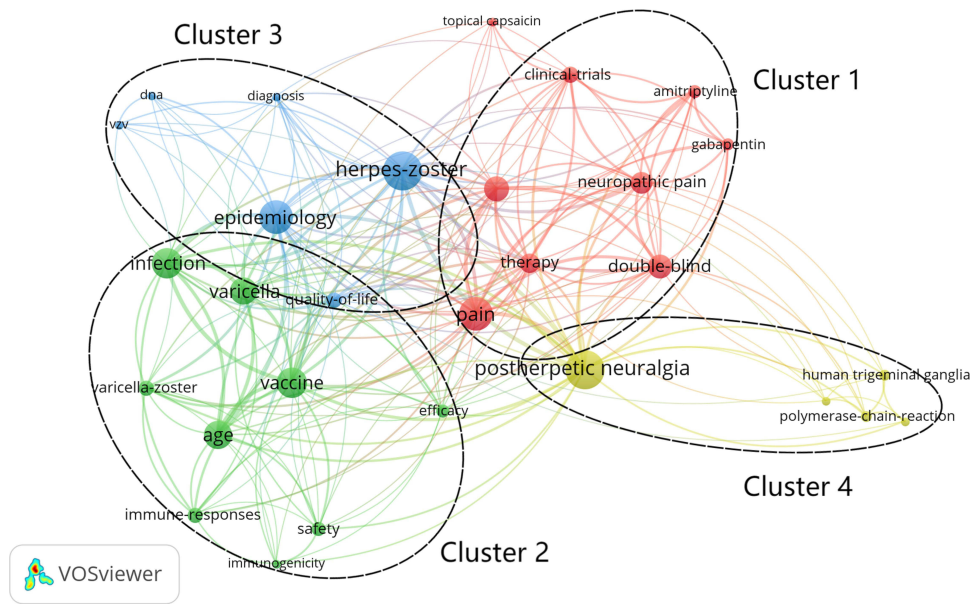 topical capsaicin
Cluster 3
clinical-trials
Cluster 1
dna
diagnosis
amitriptyline
vzv
gabapentin
herpes-zoster
neuropathic pain
epidemiology
infection
therapy
double-blind
varicella
quality-of-life
pain
postherpetic neuralgia
human trigeminal ganglia
varicella-zoster
vaccine
efficacy
polymerase-chain-reaction
age
Cluster 4
immune-responses
safety
Cluster 2
immunogenicity
VOSviewer